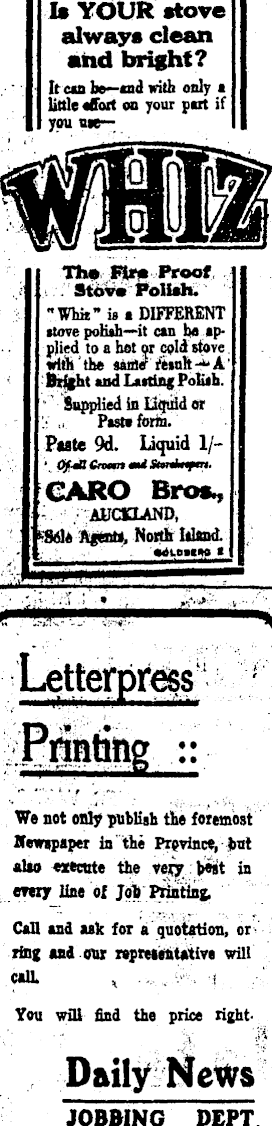 Is YOUR stove
always clean
and bright?
It can be—and with only a
little effort on your part if
you use—
WHIZ
The Fire Proof
Stove Polish.
"Whiz" is a DIFFERENT
stove polish—it can be ap-
plied to a hot or cold stove
with the same result—A
Bright and Lasting Polish.
Supplied in Liquid or
Paste form.
Paste 9d. Liquid 1/-
Of all Grocers and Storekeepers.
CARO Bros.,
AUCKLAND,
Sole Agents, North Island.
GOLDBERG 2
Letterpress
Printing ::
We not only publish the foremost
Newspaper in the Province, but
also execute the very best in
every line of Job Printing.
Call and ask for a quotation, or
ring and our representative will
call.
You will find the price right.
Daily News
JOBBING DEPT.